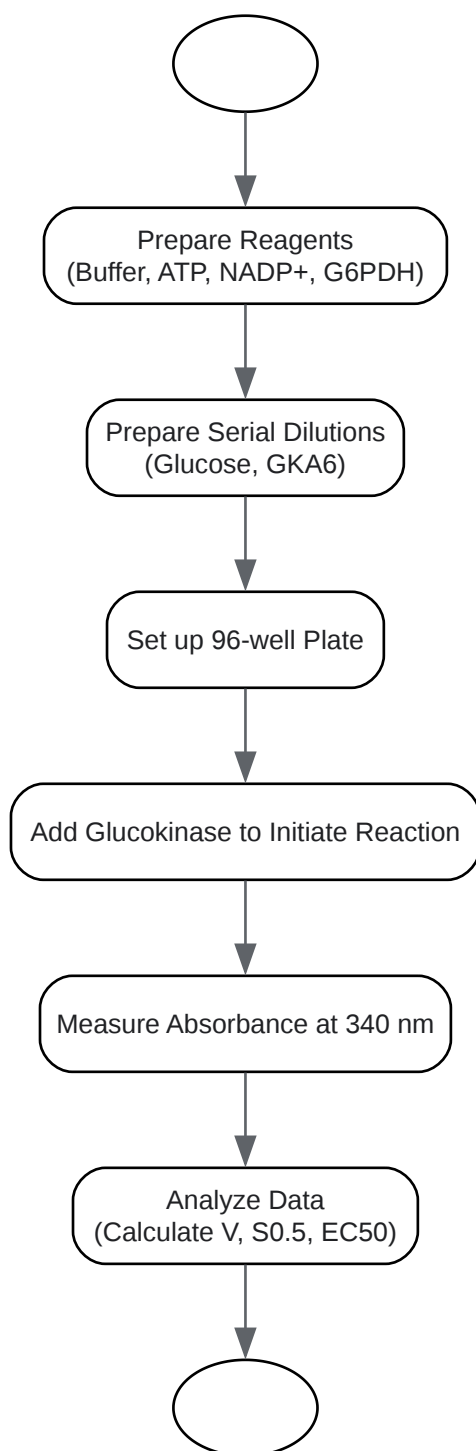 Prepare Reagents
(Buffer, ATP, NADP+, G6PDH)
Prepare Serial Dilutions
(Glucose, GKA6)
Set up 96-well Plate
Add Glucokinase to Initiate Reaction
Measure Absorbance at 340 nm
Analyze Data
(Calculate V, S0.5, EC50)